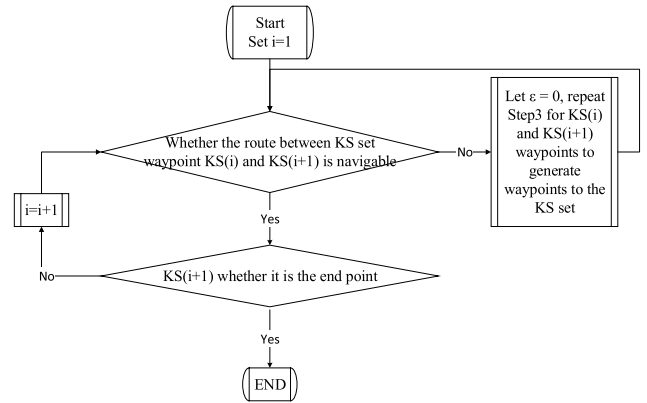 Start
Set i=1
Whether the route between KS set
waypoint KS(i) and KS(i+1) is navigable
No
Let ε = 0, repeat
Step3 for KS(i)
and KS(i+1)
waypoints to
generate
waypoints to the
KS set
i=i+1
Yes
KS(i+1) whether it is the end point
No
Yes
END